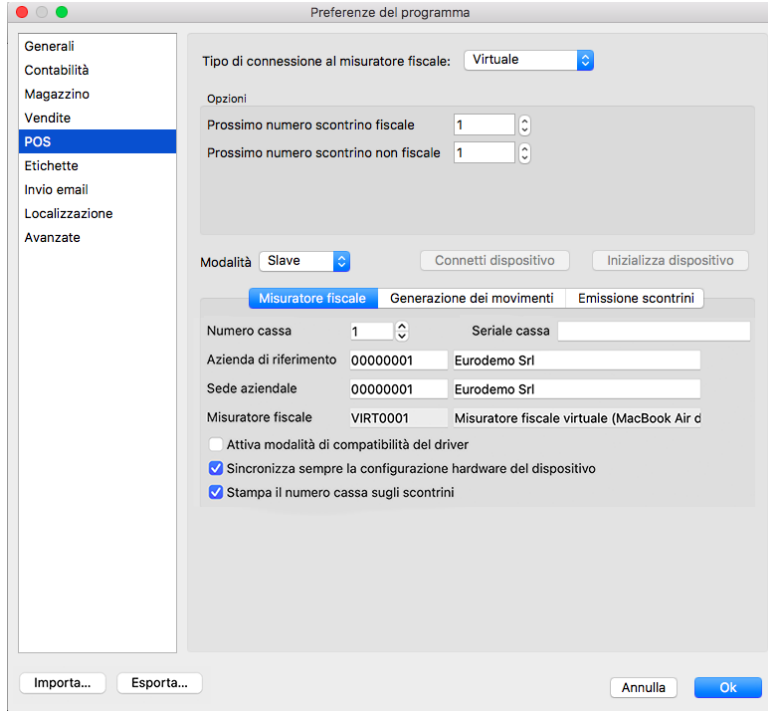 Preferenze del programma
Generali
Contabilità
Magazzino
Vendite
POS
Etichette
Invio email
Localizzazione
Avanzate
Tipo di connessione al misuratore fiscale: Virtuale
Opzioni
Prossimo numero scontrino fiscale 1
Prossimo numero scontrino non fiscale 1
Modalità Slave Connetti dispositivo Inizializza dispositivo
Misuratore fiscale Generazione dei movimenti Emissione scontrini
Numero cassa 1 Seriale cassa
Azienda di riferimento 00000001 Eurodemo Srl
Sede aziendale 00000001 Eurodemo Srl
Misuratore fiscale VIRT0001 Misuratore fiscale virtuale (MacBook Air d
Attiva modalità di compatibilità del driver
Sincronizza sempre la configurazione hardware del dispositivo
Stampa il numero cassa sugli scontrini
Importa... Esporta... Annulla Ok